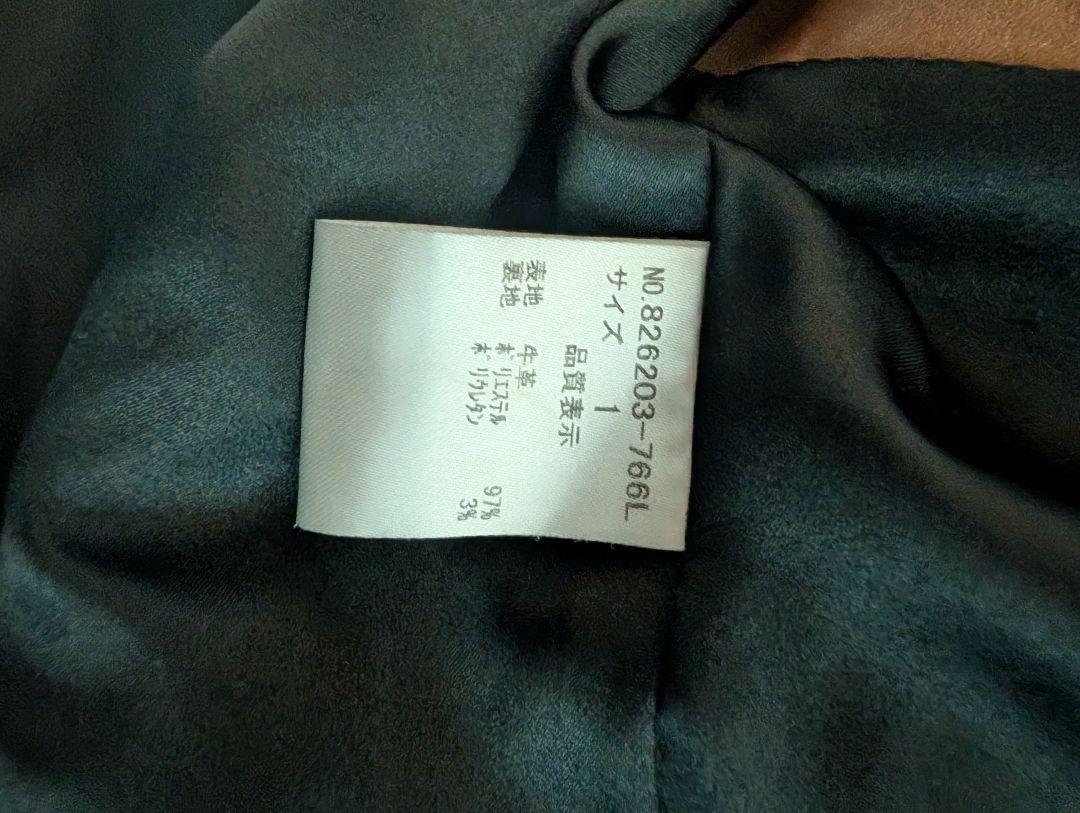 NO.826203-766L
サイズ 1
品質表示
表地 牛革
裏地 ポリエステル 97%
ポリウレタン 3%